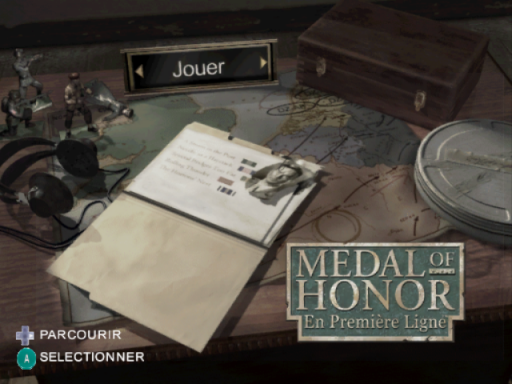 Jouer
MEDAL OF
HONOR
En Première Ligne
PARCOURIR
A SELECTIONNER